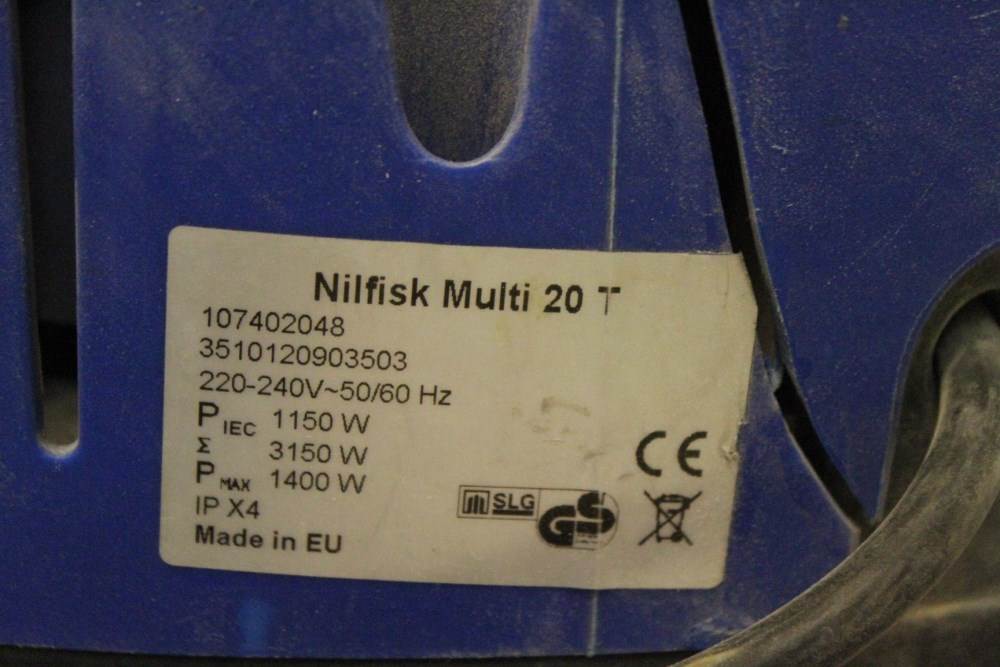 Nilfisk Multi 20 T
107402048
3510120903503
220-240V~50/60 Hz
P IEC 1150 W
Σ 3150 W
P MAX 1400 W
IP X4
Made in EU
CE
SLG
GS